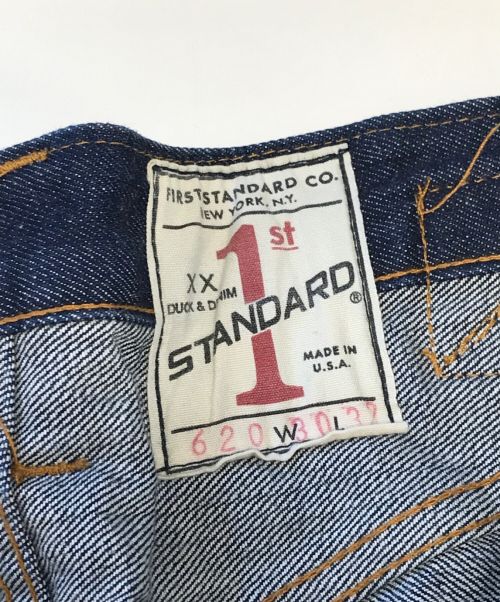 FIRST STANDARD CO.
NEW YORK, N.Y.
1st
XX
DUCK & DENIM
STANDARD®
MADE IN
U.S.A.
620 W 30 L 32